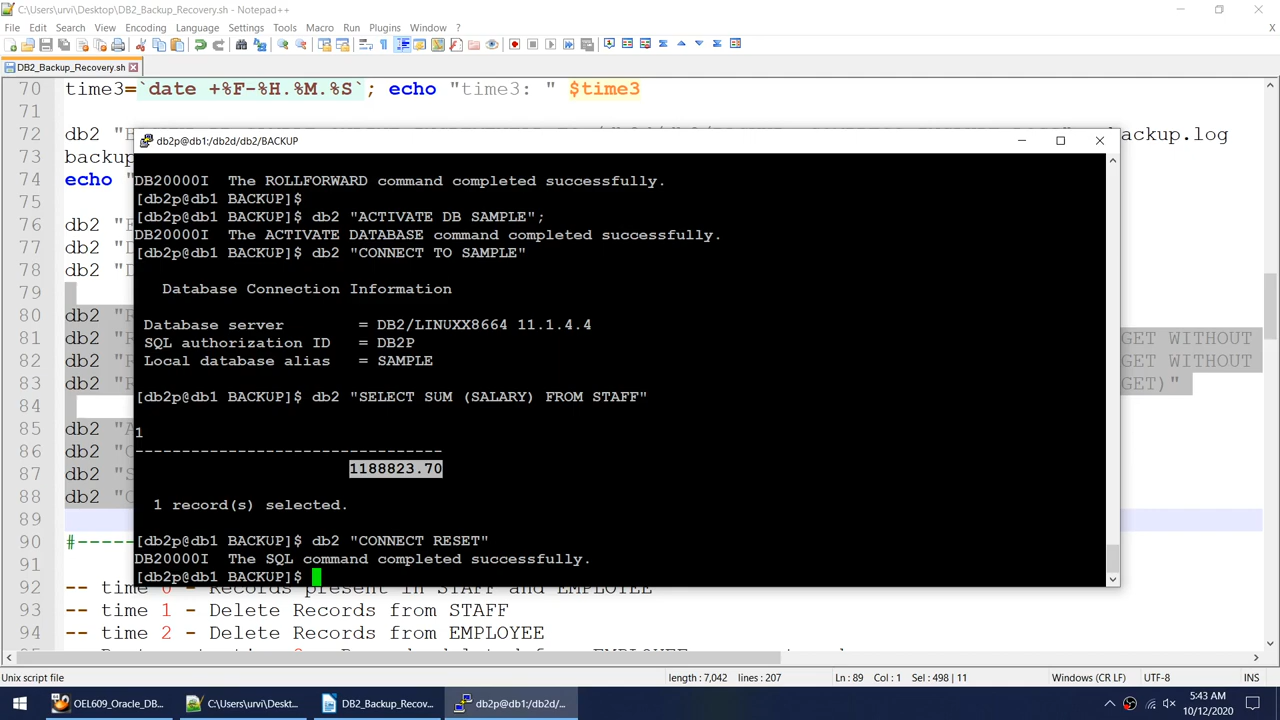 C:\Users\urvi\Desktop\DB2_Backup_Recovery.sh - Notepad++
File Edit Search View Encoding Language Settings Tools Macro Run Plugins Window
DB2_Backup_Recovery.sh
70 time3=`date +%F-%H.%M.%S`; echo "time3: " $time3
71
72 db2 "B
backup.log
73 backup
74 echo "
75
76 db2 "B
77 db2 "D
78 db2 "D
79
80 db2 "R
81 db2 "R
GET WITHOUT
82 db2 "R
GET WITHOUT
83 db2 "R
GET)"
84
85 db2 "A
86 db2 "C
87 db2 "S
88 db2 "C
89
90 #-----
91
92 -- time 0 - Records present in STAFF and EMPLOYEE
93 -- time 1 - Delete Records from STAFF
94 -- time 2 - Delete Records from EMPLOYEE
db2p@db1:/db2d/db2/BACKUP
DB20000I  The ROLLFORWARD command completed successfully.
[db2p@db1 BACKUP]$
[db2p@db1 BACKUP]$ db2 "ACTIVATE DB SAMPLE";
DB20000I  The ACTIVATE DATABASE command completed successfully.
[db2p@db1 BACKUP]$ db2 "CONNECT TO SAMPLE"
Database Connection Information
Database server = DB2/LINUXX8664 11.1.4.4
SQL authorization ID = DB2P
Local database alias = SAMPLE
[db2p@db1 BACKUP]$ db2 "SELECT SUM (SALARY) FROM STAFF"
1
---------------------------------
1188823.70
1 record(s) selected.
[db2p@db1 BACKUP]$ db2 "CONNECT RESET"
DB20000I  The SQL command completed successfully.
[db2p@db1 BACKUP]$
Unix script file length : 7,042 lines : 207 Ln : 89 Col : 1 Sel : 498 | 11 Windows (CR LF) UTF-8 INS
OEL609_Oracle_DB... C:\Users\urvi\Deskt... DB2_Backup_Recov... db2p@db1:/db2d/... 5:43 AM
10/12/2020